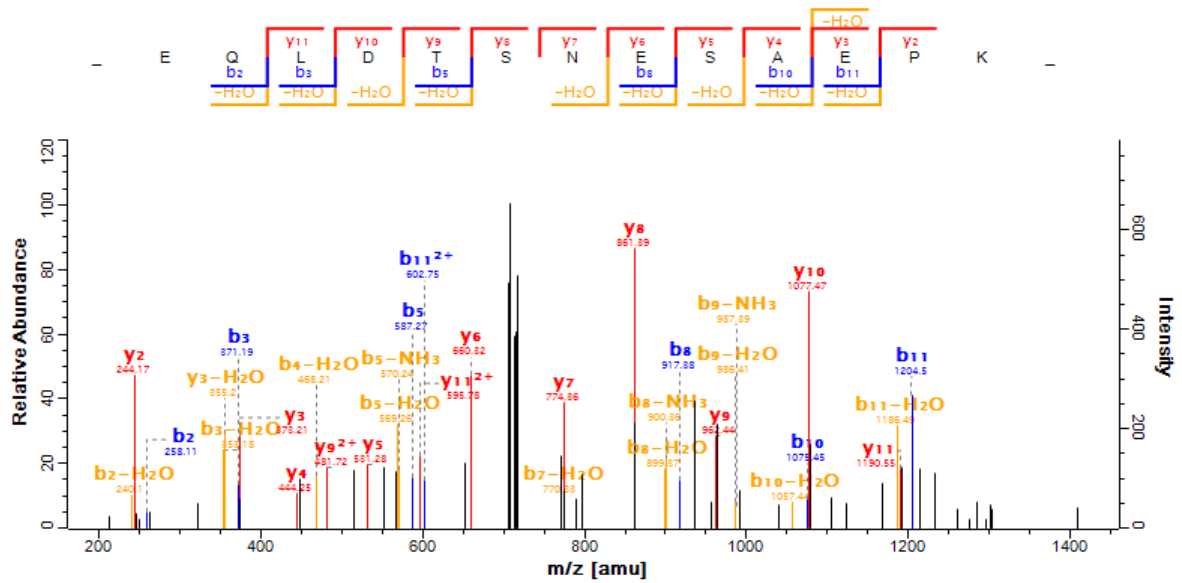 –H₂O
y₁₁ y₁₀ y₉ y₈ y₇ y₆ y₅ y₄ y₃ y₂
_ E Q L D T S N E S A E P K _
b₂ b₃ b₅ b₈ b₁₀ b₁₁
–H₂O –H₂O –H₂O –H₂O –H₂O –H₂O –H₂O –H₂O –H₂O
Relative Abundance
120
100
80
60
40
20
0
Intensity
600
400
200
0
y₂
244.17
b₂–H₂O
240.1
b₂
258.11
y₃–H₂O
355.2
b₃–H₂O
353.18
b₃
371.19
y₃
373.21
y₄
444.25
b₄–H₂O
468.21
y₉²⁺
481.72
y₅
531.28
b₅–NH₃
570.24
b₅–H₂O
569.26
b₅
587.27
b₁₁²⁺
602.75
y₁₁²⁺
595.78
y₆
660.32
b₇–H₂O
770.33
y₇
774.36
y₈
861.39
b₈–NH₃
900.36
b₈–H₂O
899.37
b₈
917.38
y₉
962.44
b₉–NH₃
987.39
b₉–H₂O
986.41
b₁₀–H₂O
1057.44
b₁₀
1075.45
y₁₀
1077.47
b₁₁–H₂O
1186.49
y₁₁
1190.55
b₁₁
1204.5
200 400 600 800 1000 1200 1400
m/z [amu]